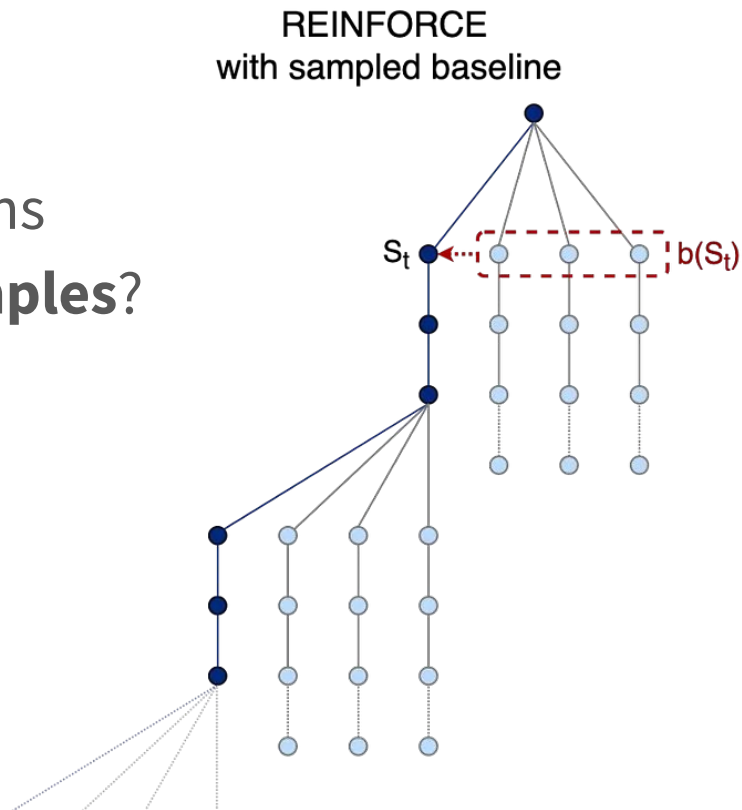 REINFORCE
with sampled baseline
S_t
b(S_t)
?